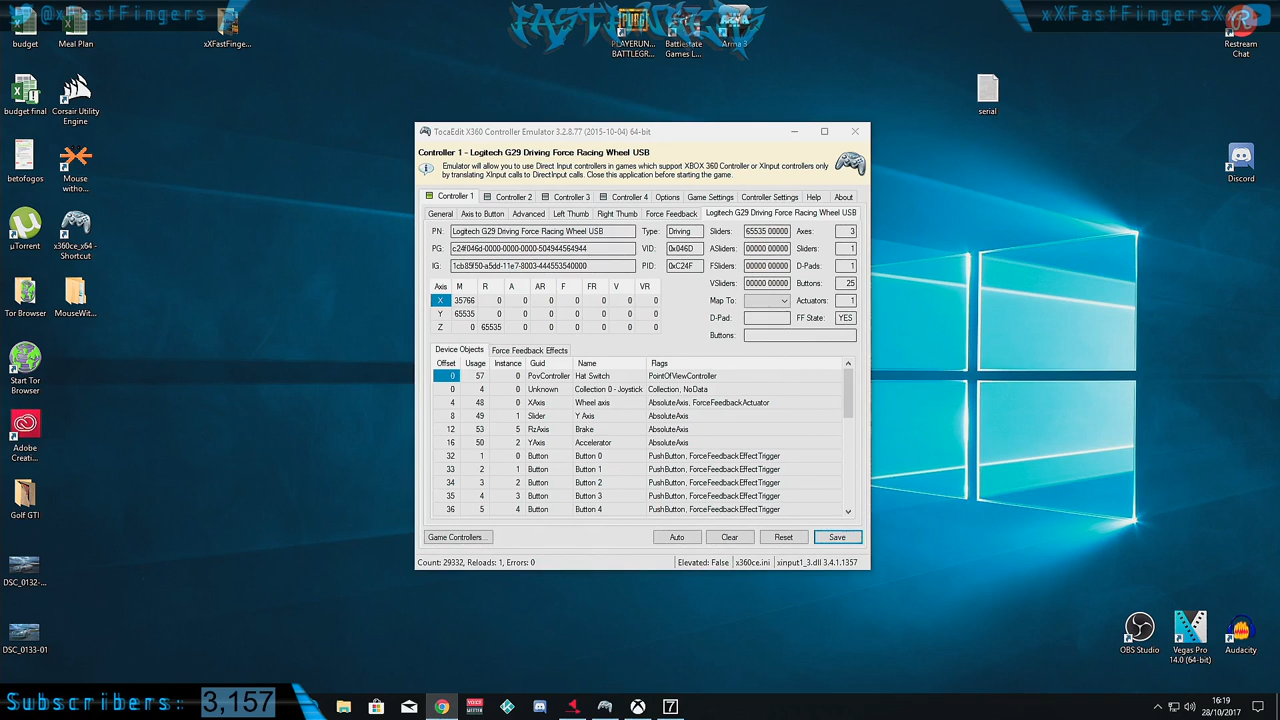 @xFastFingers
FASTFINGERS
xXFastFingersXx
budget
Meal Plan
xXFastFinge...
PLAYERUN...
BATTLEGR...
Battlestate
Games L...
Arma 3
Restream
Chat
budget final
Corsair Utility
Engine
serial
betofogos
Mouse
witho...
Discord
µTorrent
x360ce_x64 -
Shortcut
Tor Browser
MouseWit...
Start Tor
Browser
Adobe
Creati...
Golf GTI
DSC_0132-...
DSC_0133-01
OBS Studio
Vegas Pro
14.0 (64-bit)
Audacity
TocaEdit X360 Controller Emulator 3.2.8.77 (2015-10-04) 64-bit
Controller 1 - Logitech G29 Driving Force Racing Wheel USB
Emulator will allow you to use Direct Input controllers in games which support XBOX 360 Controller or XInput controllers only
by translating XInput calls to DirectInput calls. Close this application before starting the game.
Controller 1 Controller 2 Controller 3 Controller 4 Options Game Settings Controller Settings Help About
General Axis to Button Advanced Left Thumb Right Thumb Force Feedback Logitech G29 Driving Force Racing Wheel USB
PN: Logitech G29 Driving Force Racing Wheel USB Type: Driving Sliders: 65535 00000 Axes: 3
PG: c24f046d-0000-0000-0000-504944564944 VID: 0x046D ASliders: 00000 00000 Sliders: 1
IG: 1cb85f50-a5dd-11e7-8003-444553540000 PID: 0xC24F FSliders: 00000 00000 D-Pads: 1
VSliders: 00000 00000 Buttons: 25
Axis M R A AR F FR V VR
X 35766 0 0 0 0 0 0 0 Map To: Actuators: 1
Y 65535 0 0 0 0 0 0 0 D-Pad: FF State: YES
Z 0 65535 0 0 0 0 0 0 Buttons:
Device Objects Force Feedback Effects
Offset Usage Instance Guid Name Flags
0 57 0 PovController Hat Switch PointOfViewController
0 4 0 Unknown Collection 0 - Joystick Collection, NoData
4 48 0 XAxis Wheel axis AbsoluteAxis, ForceFeedbackActuator
8 49 1 Slider Y Axis AbsoluteAxis
12 53 5 RzAxis Brake AbsoluteAxis
16 50 2 YAxis Accelerator AbsoluteAxis
32 1 0 Button Button 0 PushButton, ForceFeedbackEffectTrigger
33 2 1 Button Button 1 PushButton, ForceFeedbackEffectTrigger
34 3 2 Button Button 2 PushButton, ForceFeedbackEffectTrigger
35 4 3 Button Button 3 PushButton, ForceFeedbackEffectTrigger
36 5 4 Button Button 4 PushButton, ForceFeedbackEffectTrigger
Game Controllers... Auto Clear Reset Save
Count: 29332, Reloads: 1, Errors: 0 Elevated: False x360ce.ini xinput1_3.dll 3.4.1.1357
Subscribers: 3,157
16:19
28/10/2017